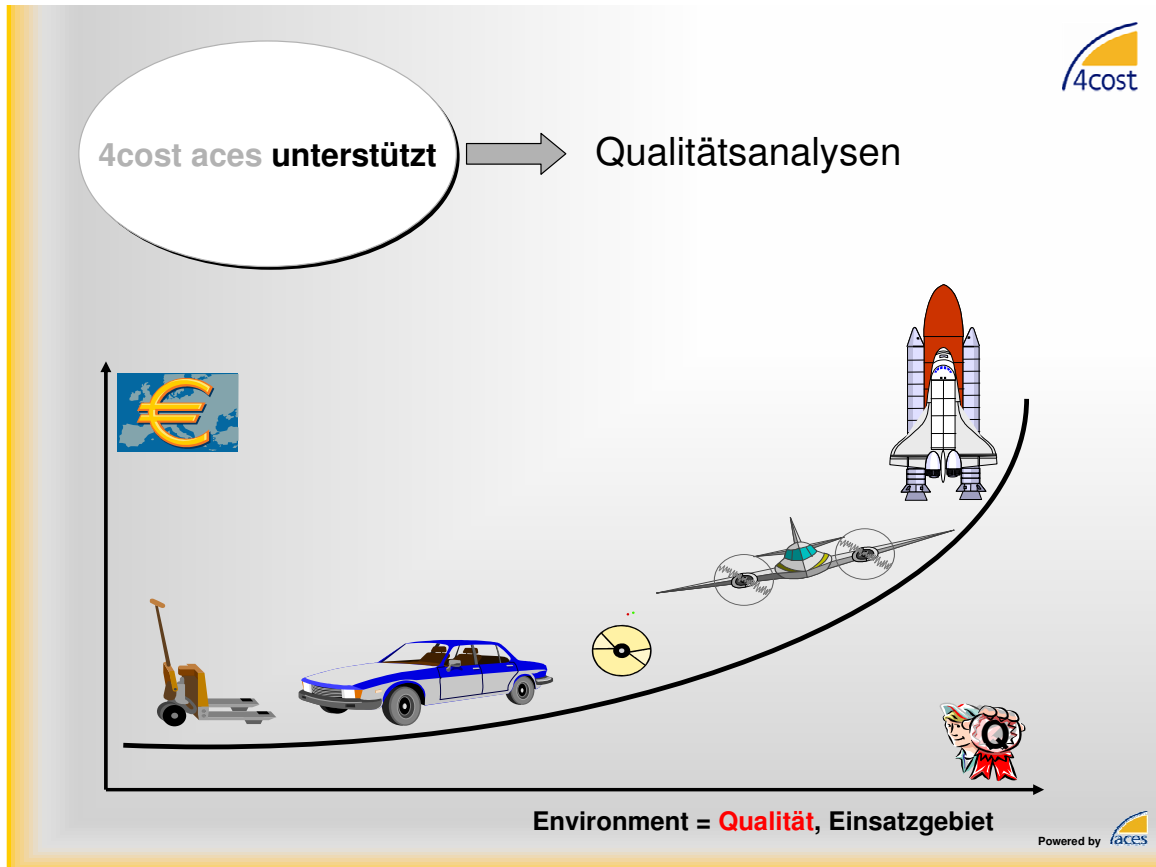 4cost
4cost aces unterstützt
Qualitätsanalysen
€
Q
Environment = Qualität, Einsatzgebiet
Powered by aces